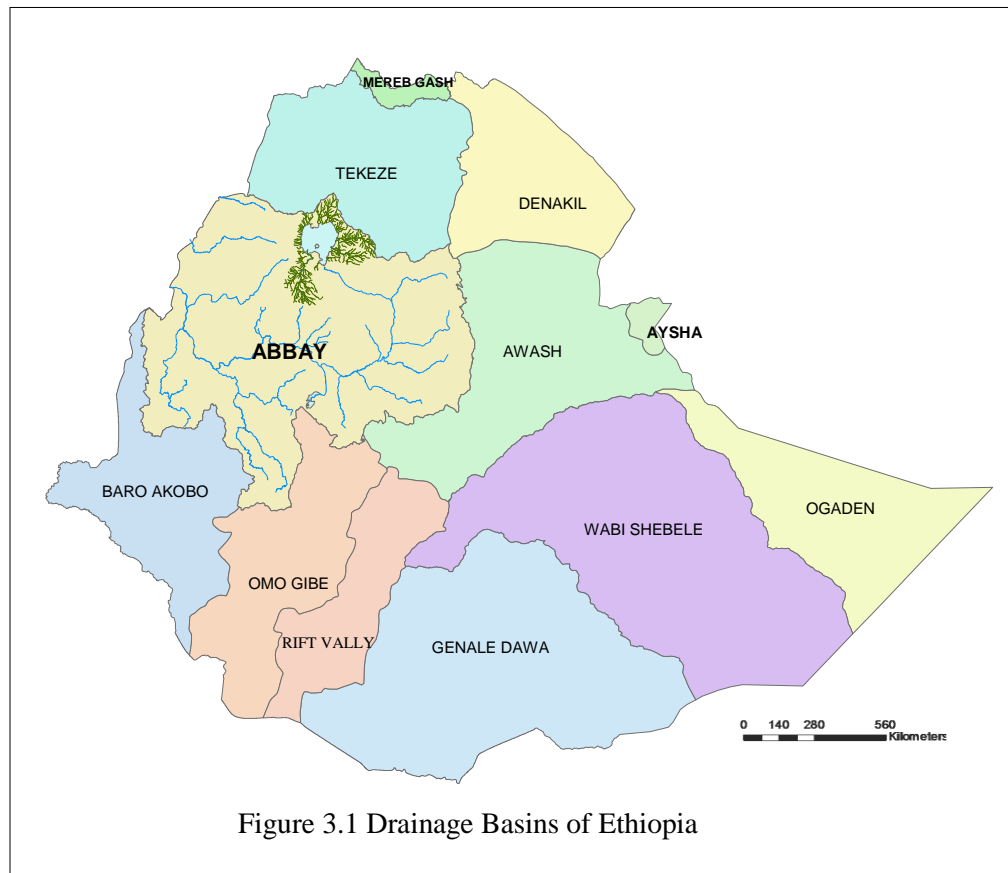 MEREB GASH
TEKEZE
DENAKIL
AYSHA
ABBAY
AWASH
BARO AKOBO
OGADEN
WABI SHEBELE
OMO GIBE
RIFT VALLY
GENALE DAWA
0 140 280 560
Kilometers
Figure 3.1 Drainage Basins of Ethiopia